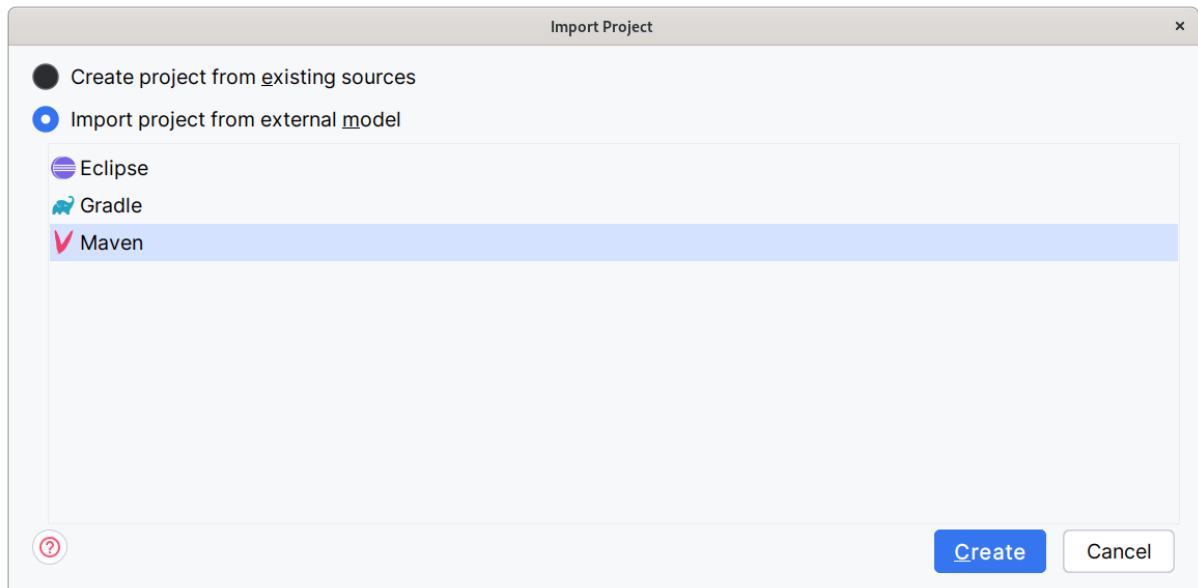 Import Project
Create project from existing sources
Import project from external model
Eclipse
Gradle
Maven
Create Cancel